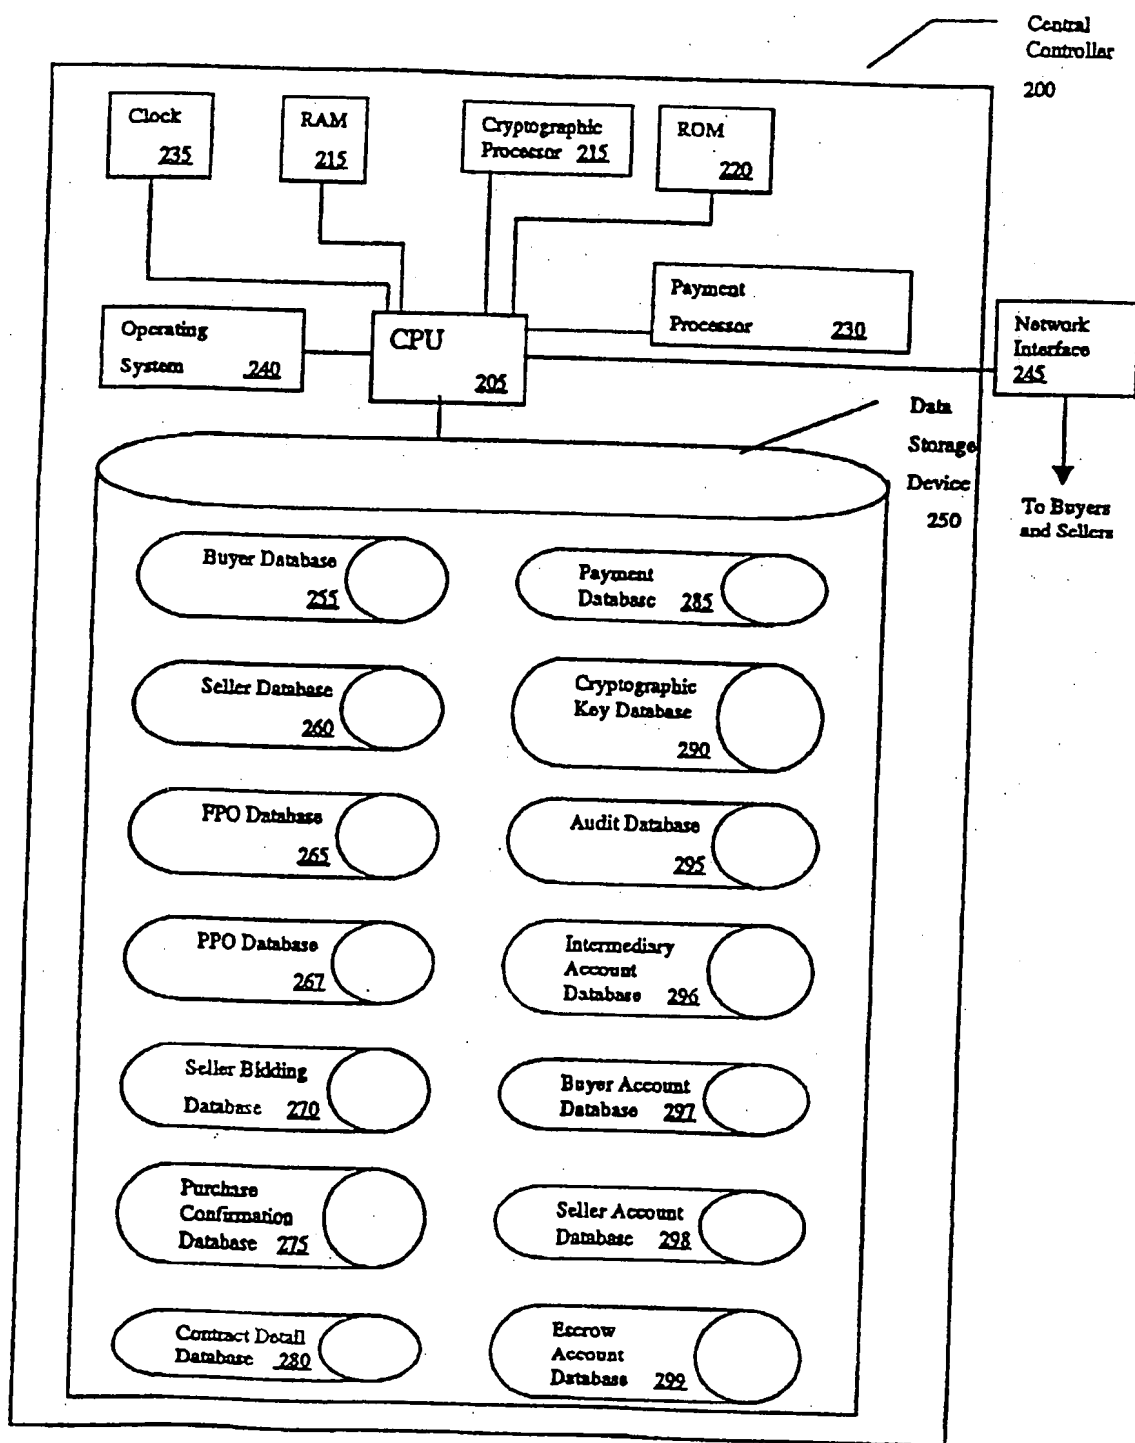 Central
Controller
200
Clock
235
RAM
215
Cryptographic
Processor 215
ROM
220
Payment
Processor 230
Operating
System 240
CPU
205
Network
Interface
245
Data
Storage
Device
250
To Buyers
and Sellers
Buyer Database
255
Payment
Database 285
Seller Database
260
Cryptographic
Key Database
290
FPO Database
265
Audit Database
295
PPO Database
267
Intermediary
Account
Database 296
Seller Bidding
Database 270
Buyer Account
Database 297
Purchase
Confirmation
Database 275
Seller Account
Database 298
Contract Detail
Database 280
Escrow
Account
Database 299